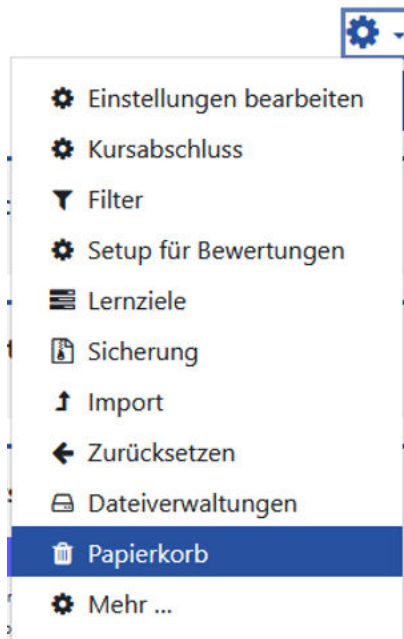 Einstellungen bearbeiten
Kursabschluss
Filter
Setup für Bewertungen
Lernziele
Sicherung
Import
Zurücksetzen
Dateiverwaltungen
Papierkorb
Mehr ...